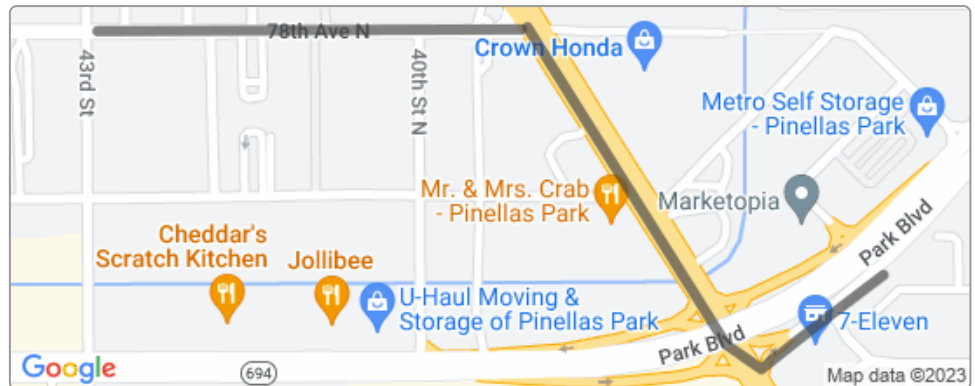 78th Ave N
Crown Honda
43rd St
40th St N
Metro Self Storage
- Pinellas Park
Mr. & Mrs. Crab
- Pinellas Park
Marketopia
Park Blvd
Cheddar's
Scratch Kitchen
Jollibee
U-Haul Moving &
Storage of Pinellas Park
7-Eleven
Park Blvd
Google
694
Map data ©2023